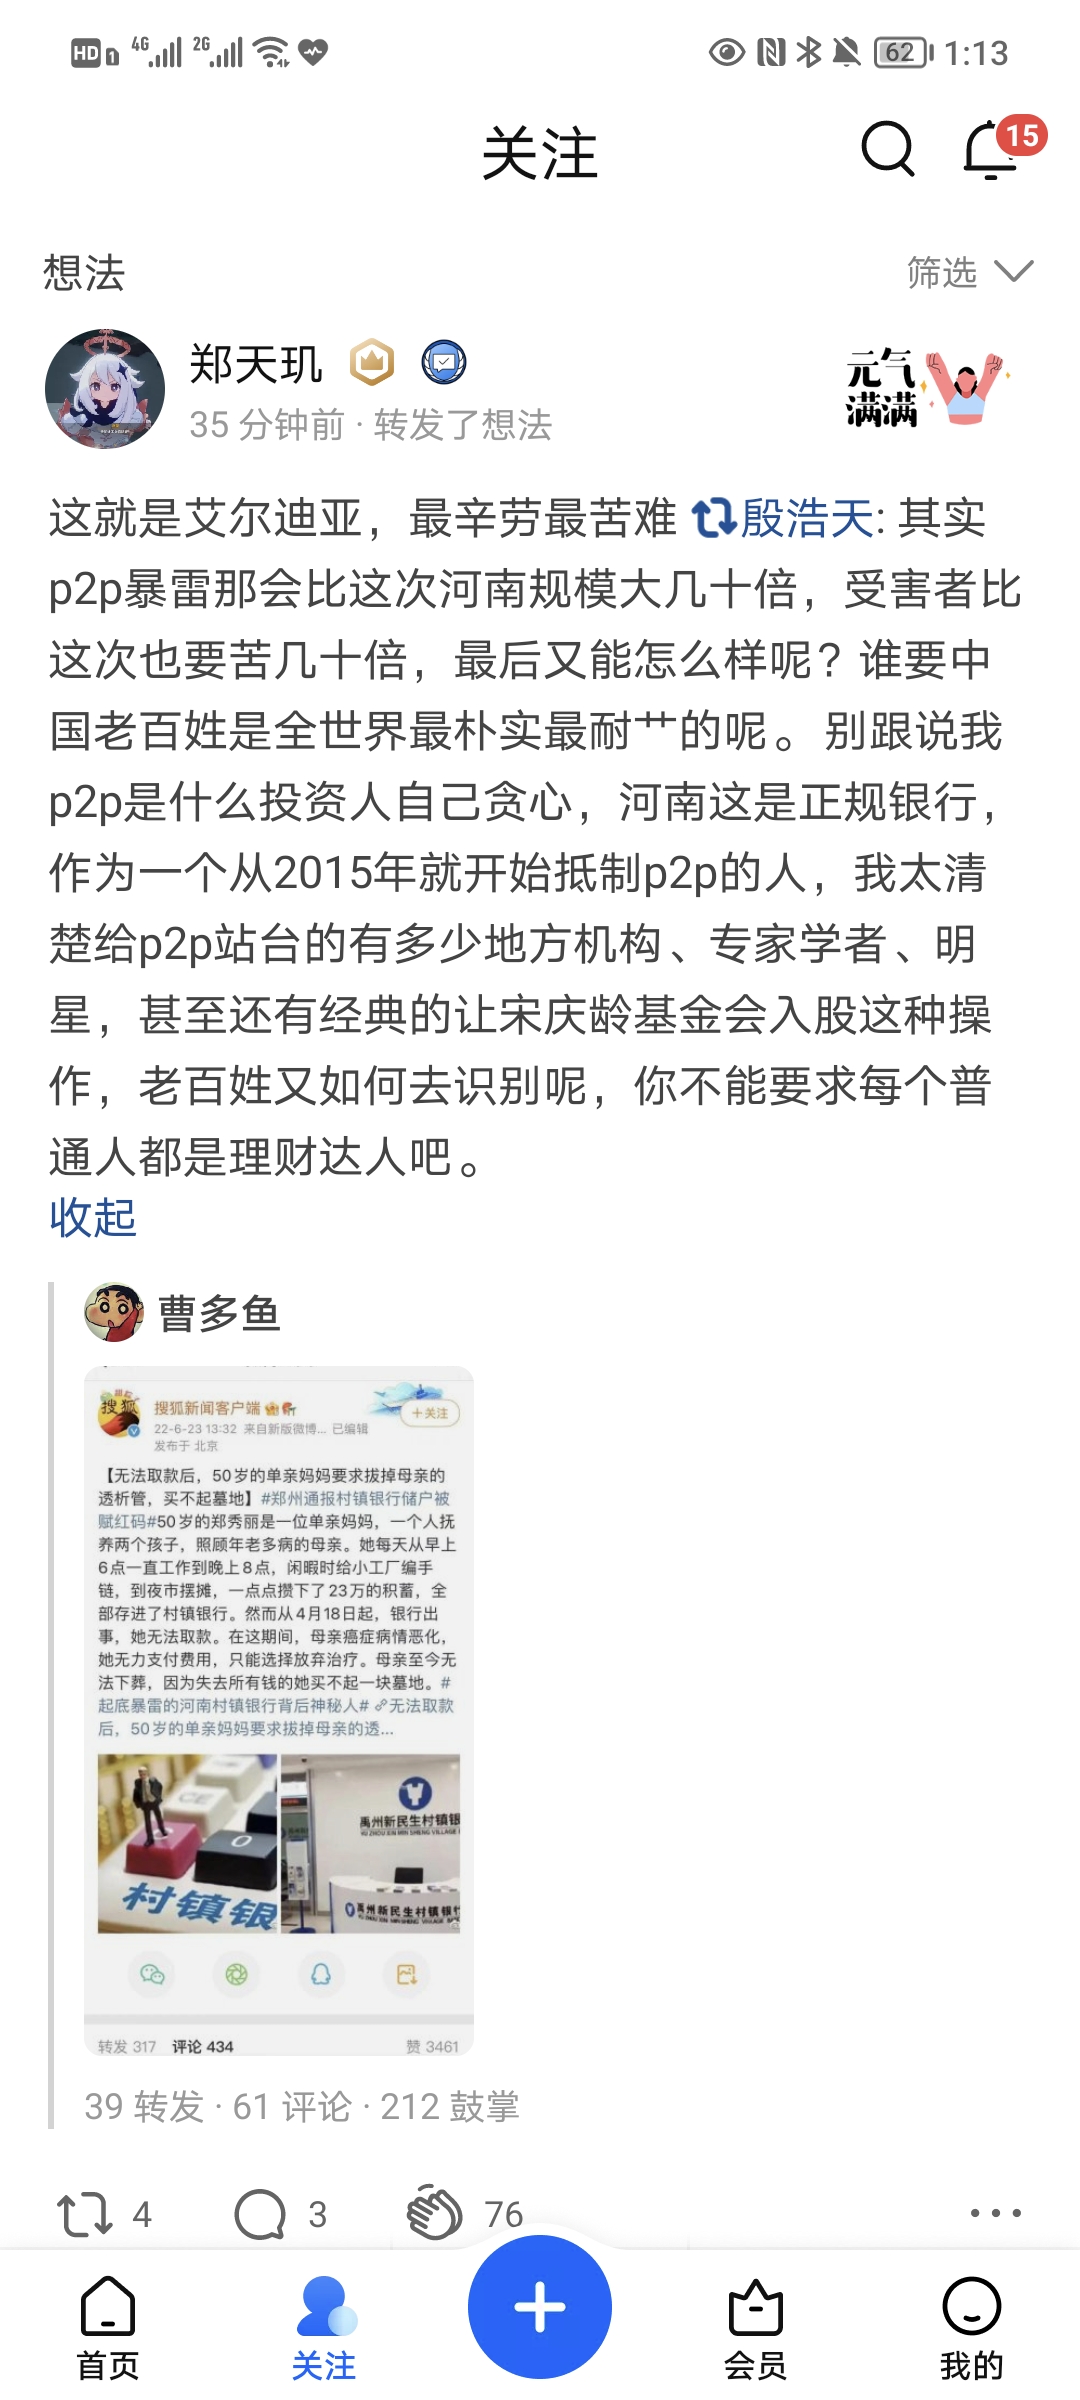 HD 1 4G 2G 62 1:13
关注
15
想法
筛选
郑天玑
35 分钟前 · 转发了想法
元气
满满
这就是艾尔迪亚，最辛劳最苦难 殷浩天: 其实
p2p暴雷那会比这次河南规模大几十倍，受害者比
这次也要苦几十倍，最后又能怎么样呢？谁要中
国老百姓是全世界最朴实最耐艹的呢。别跟说我
p2p是什么投资人自己贪心，河南这是正规银行，
作为一个从2015年就开始抵制p2p的人，我太清
楚给p2p站台的有多少地方机构、专家学者、明
星，甚至还有经典的让宋庆龄基金会入股这种操
作，老百姓又如何去识别呢，你不能要求每个普
通人都是理财达人吧。
收起
曹多鱼
搜狐
搜狐新闻客户端
+关注
22-6-23 13:32 来自新版微博... 已编辑
发布于 北京
【无法取款后，50岁的单亲妈妈要求拔掉母亲的
透析管，买不起墓地】#郑州通报村镇银行储户被
赋红码#50岁的郑秀丽是一位单亲妈妈，一个人抚
养两个孩子，照顾年老多病的母亲。她每天从早上
6点一直工作到晚上8点，闲暇时给小工厂编手
链，到夜市摆摊，一点点攒下了23万的积蓄，全
部存进了村镇银行。然而从4月18日起，银行出
事，她无法取款。在这期间，母亲癌症病情恶化，
她无力支付费用，只能选择放弃治疗。母亲至今无
法下葬，因为失去所有钱的她买不起一块墓地。#
起底暴雷的河南村镇银行背后神秘人# 无法取款
后，50岁的单亲妈妈要求拔掉母亲的透...
CE
0
村镇银
禹州新民生村镇银
YU ZHOU XIN MIN SHENG VILLAGE
禹州新民生村镇银行
转发 317 评论 434
赞 3461
39 转发 · 61 评论 · 212 鼓掌
4
3
76
首页
关注
会员
我的